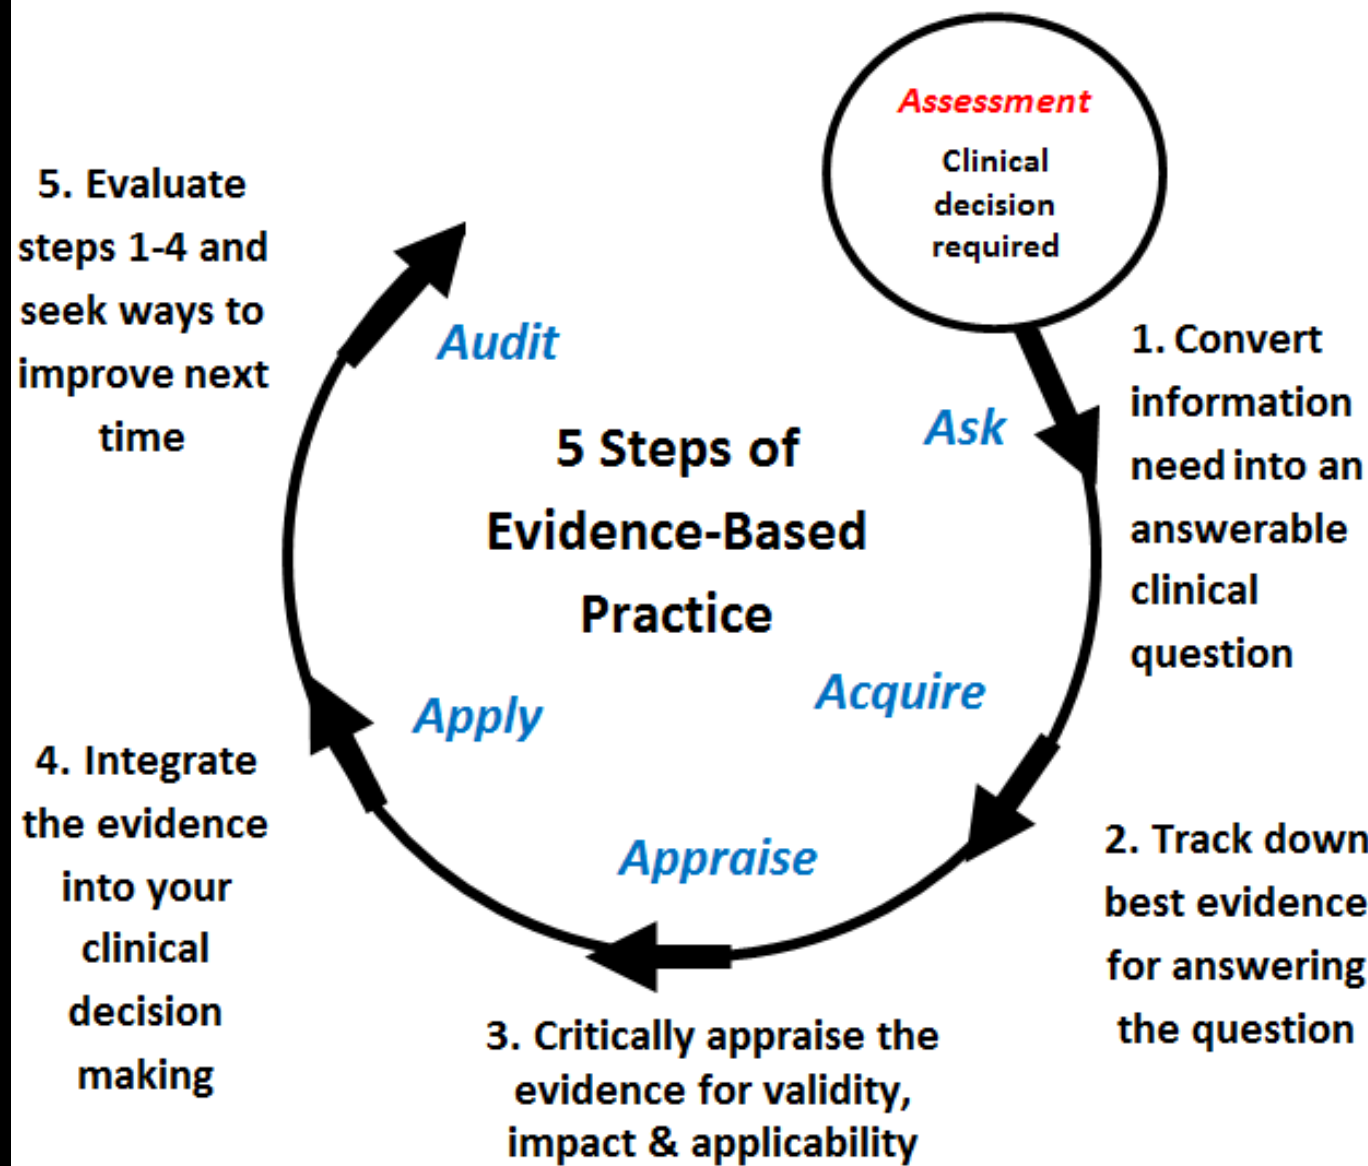 Assessment
Clinical
decision
required
5 Steps of
Evidence-Based
Practice
Ask
1. Convert
information
need into an
answerable
clinical
question
Acquire
2. Track down
best evidence
for answering
the question
Appraise
3. Critically appraise the
evidence for validity,
impact & applicability
Apply
4. Integrate
the evidence
into your
clinical
decision
making
Audit
5. Evaluate
steps 1-4 and
seek ways to
improve next
time